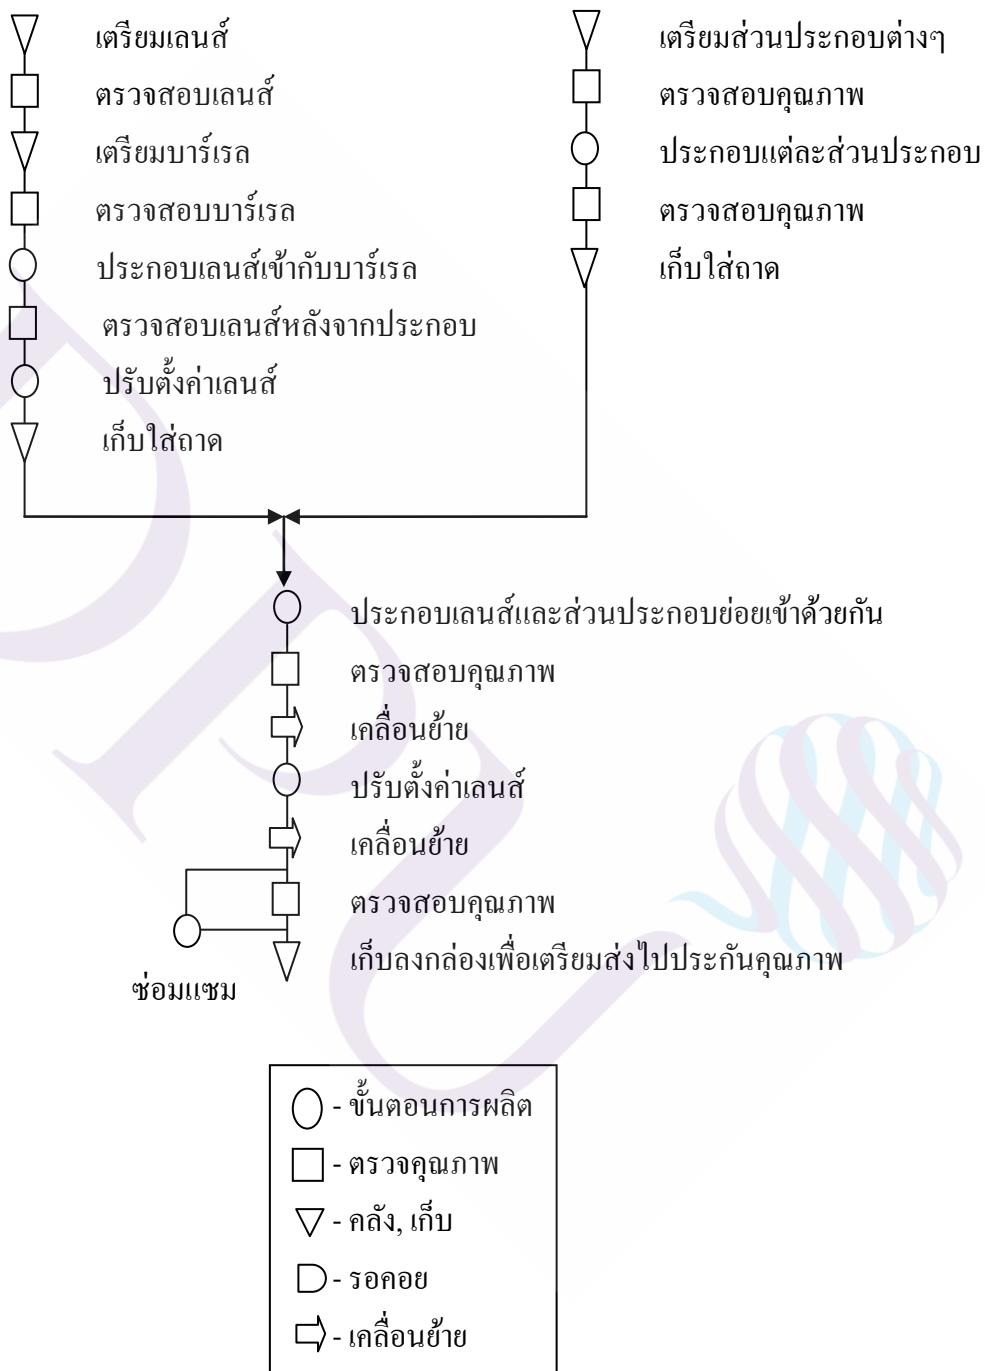 เตรียมเลนส์
ตรวจสอบเลนส์
เตรียมบาร์เรล
ตรวจสอบบาร์เรล
ประกอบเลนส์เข้ากับบาร์เรล
ตรวจสอบเลนส์หลังจากประกอบ
ปรับตั้งค่าเลนส์
เก็บใส่ถาด
เตรียมส่วนประกอบต่างๆ
ตรวจสอบคุณภาพ
ประกอบแต่ละส่วนประกอบ
ตรวจสอบคุณภาพ
เก็บใส่ถาด
ประกอบเลนส์และส่วนประกอบย่อยเข้าด้วยกัน
ตรวจสอบคุณภาพ
เคลื่อนย้าย
ปรับตั้งค่าเลนส์
เคลื่อนย้าย
ตรวจสอบคุณภาพ
เก็บลงกล่องเพื่อเตรียมส่งไปประกันคุณภาพ
ซ่อมแซม
- ขั้นตอนการผลิต
- ตรวจคุณภาพ
- คลัง, เก็บ
- รอคอย
- เคลื่อนย้าย
DPU